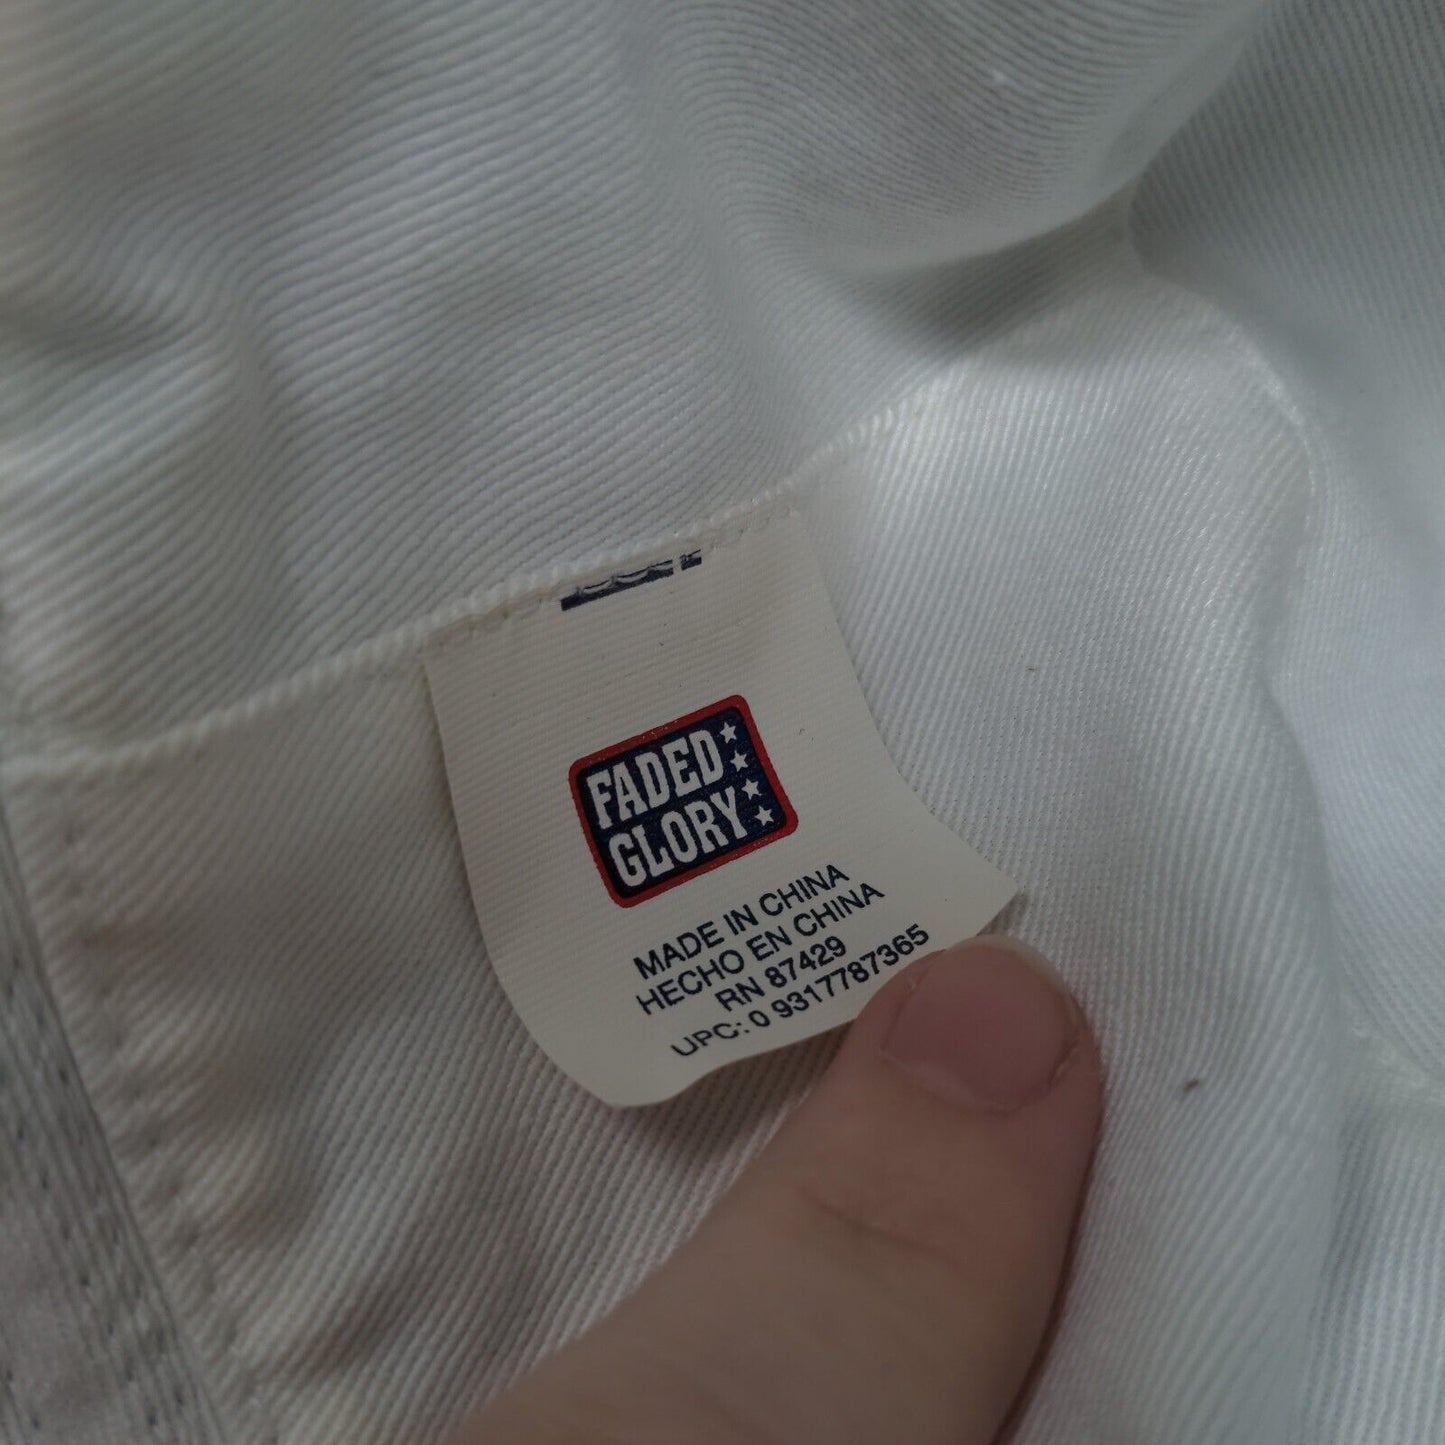 FADED
GLORY
MADE IN CHINA
HECHO EN CHINA
RN 87429
UPC: 0 9317787365